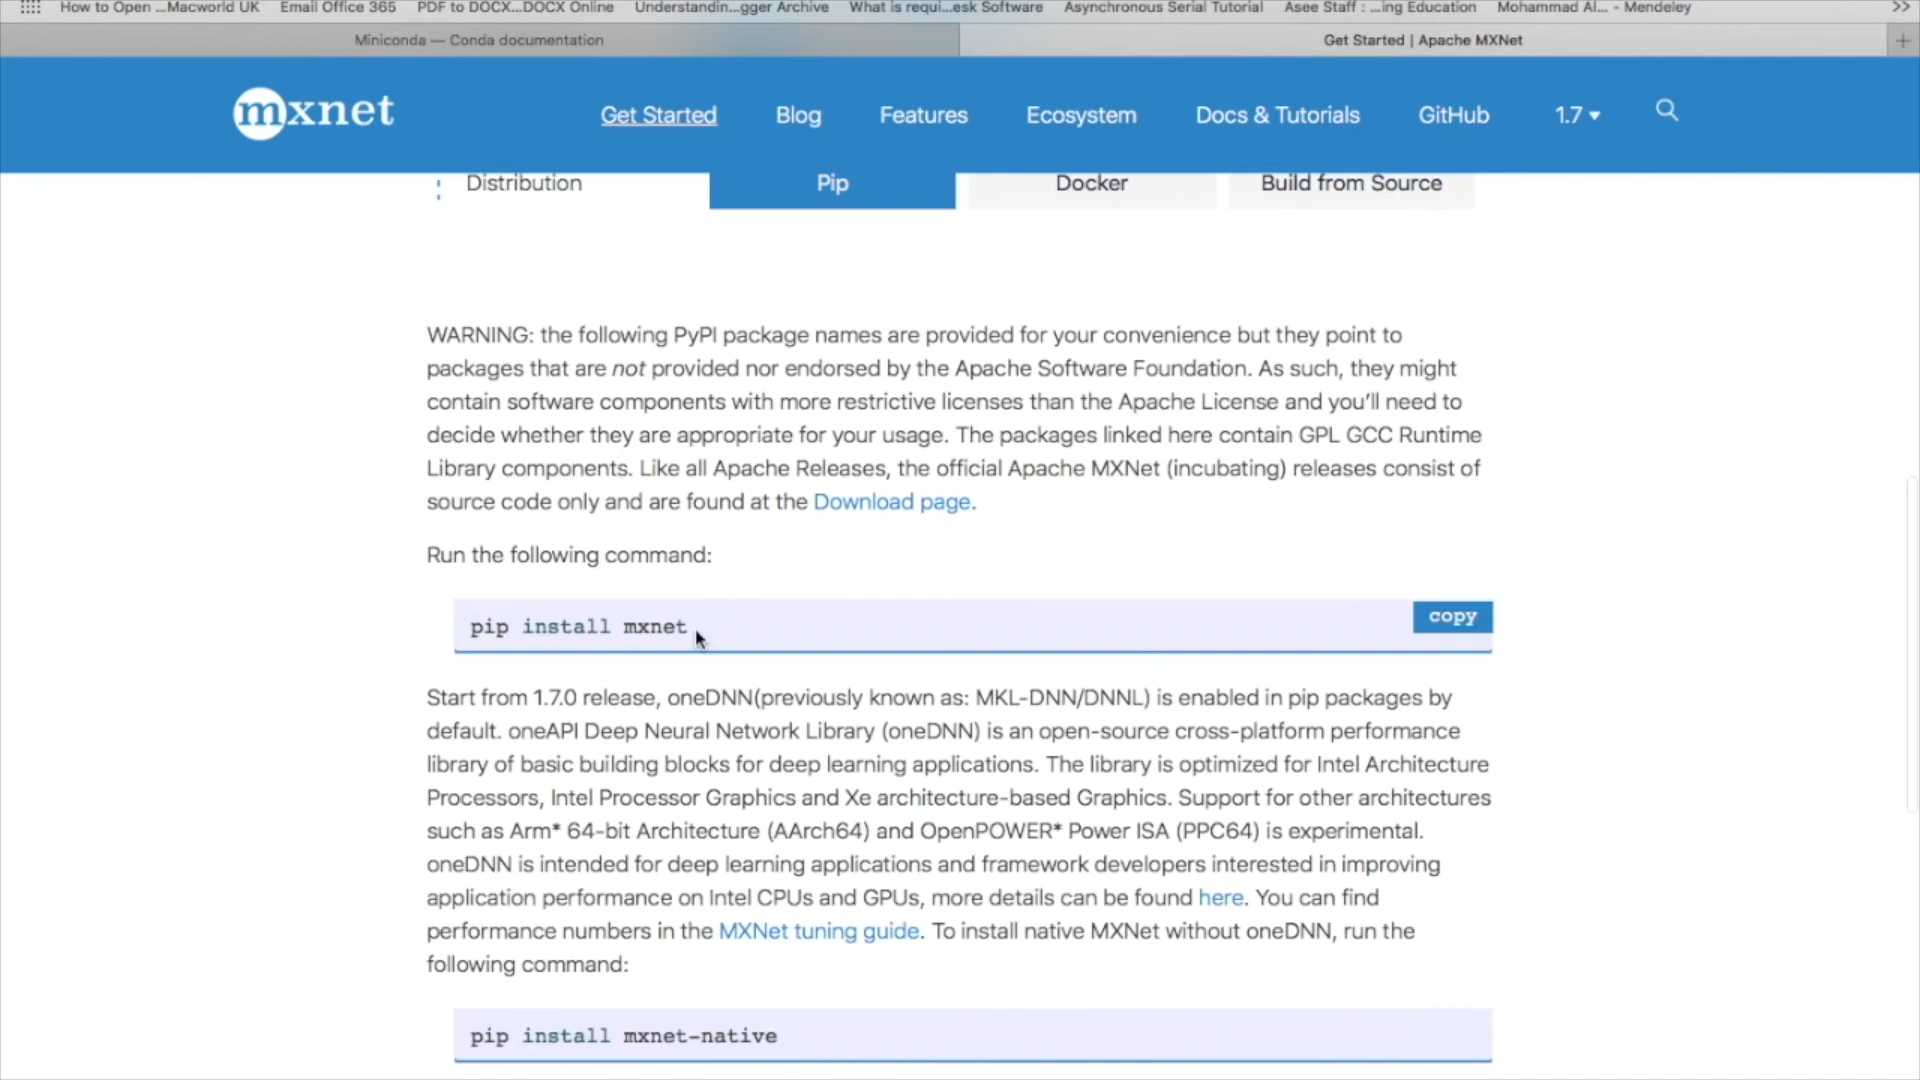 How to Open ...Macworld UK Email Office 365 PDF to DOCX...DOCX Online Understandin...gger Archive What is requi...esk Software Asynchronous Serial Tutorial Asee Staff : ...ing Education Mohammad Al... - Mendeley >>
Miniconda — Conda documentation Get Started | Apache MXNet +
mxnet Get Started Blog Features Ecosystem Docs & Tutorials GitHub 1.7
Distribution Pip Docker Build from Source
WARNING: the following PyPI package names are provided for your convenience but they point to
packages that are not provided nor endorsed by the Apache Software Foundation. As such, they might
contain software components with more restrictive licenses than the Apache License and you'll need to
decide whether they are appropriate for your usage. The packages linked here contain GPL GCC Runtime
Library components. Like all Apache Releases, the official Apache MXNet (incubating) releases consist of
source code only and are found at the Download page.
Run the following command:
pip install mxnet copy
Start from 1.7.0 release, oneDNN(previously known as: MKL-DNN/DNNL) is enabled in pip packages by
default. oneAPI Deep Neural Network Library (oneDNN) is an open-source cross-platform performance
library of basic building blocks for deep learning applications. The library is optimized for Intel Architecture
Processors, Intel Processor Graphics and Xe architecture-based Graphics. Support for other architectures
such as Arm* 64-bit Architecture (AArch64) and OpenPOWER* Power ISA (PPC64) is experimental.
oneDNN is intended for deep learning applications and framework developers interested in improving
application performance on Intel CPUs and GPUs, more details can be found here. You can find
performance numbers in the MXNet tuning guide. To install native MXNet without oneDNN, run the
following command:
pip install mxnet-native